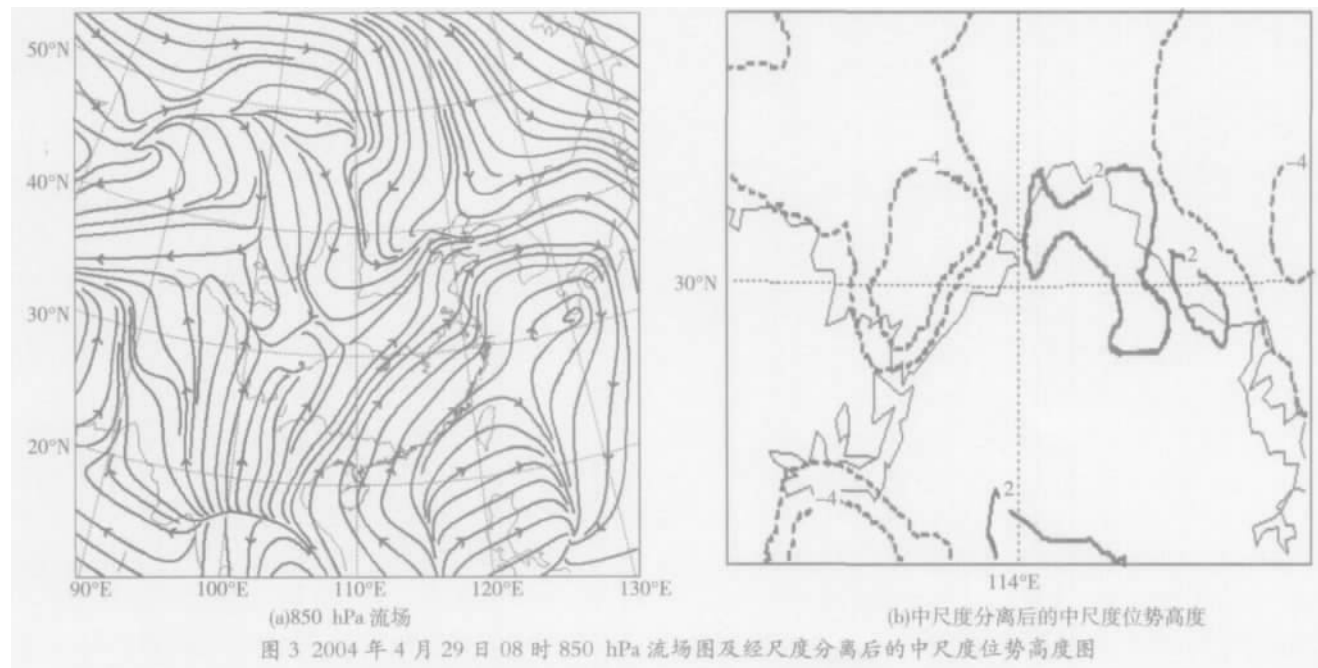 50°N
40°N
30°N
20°N
90°E
100°E
110°E
120°E
130°E
(a)850 hPa 流场
-4
2
-4
2
30°N
-4
2
114°E
(b)中尺度分离后的中尺度位势高度
图 3 2004 年 4 月 29 日 08 时 850 hPa 流场图及经尺度分离后的中尺度位势高度图